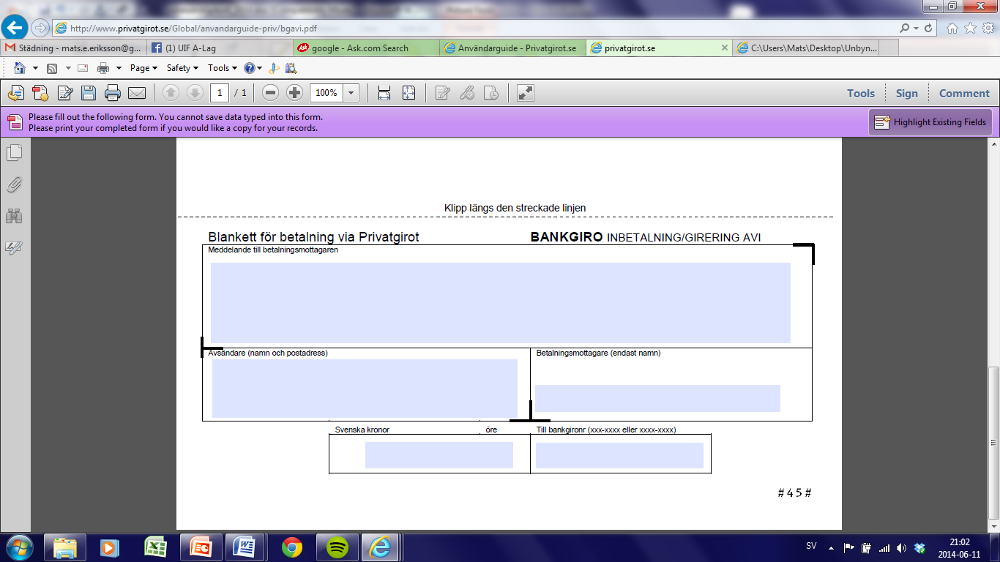 http://www.privatgirot.se/Global/anvandarguide-priv/bgavi.pdf
Städning - mats.e.eriksson@g...
(1) UIF A-Lag
Ask
google - Ask.com Search
Användarguide - Privatgirot.se
privatgirot.se
C:\Users\Mats\Desktop\Unbyn...
Page
Safety
Tools
1 / 1
100%
Tools
Sign
Comment
Please fill out the following form. You cannot save data typed into this form.
Please print your completed form if you would like a copy for your records.
Highlight Existing Fields
Klipp längs den streckade linjen
Blankett för betalning via Privatgirot
BANKGIRO INBETALNING/GIRERING AVI
Meddelande till betalningsmottagaren
Avsändare (namn och postadress)
Betalningsmottagare (endast namn)
Svenska kronor
öre
Till bankgironr (xxx-xxxx eller xxxx-xxxx)
#45#
SV
21:02
2014-06-11